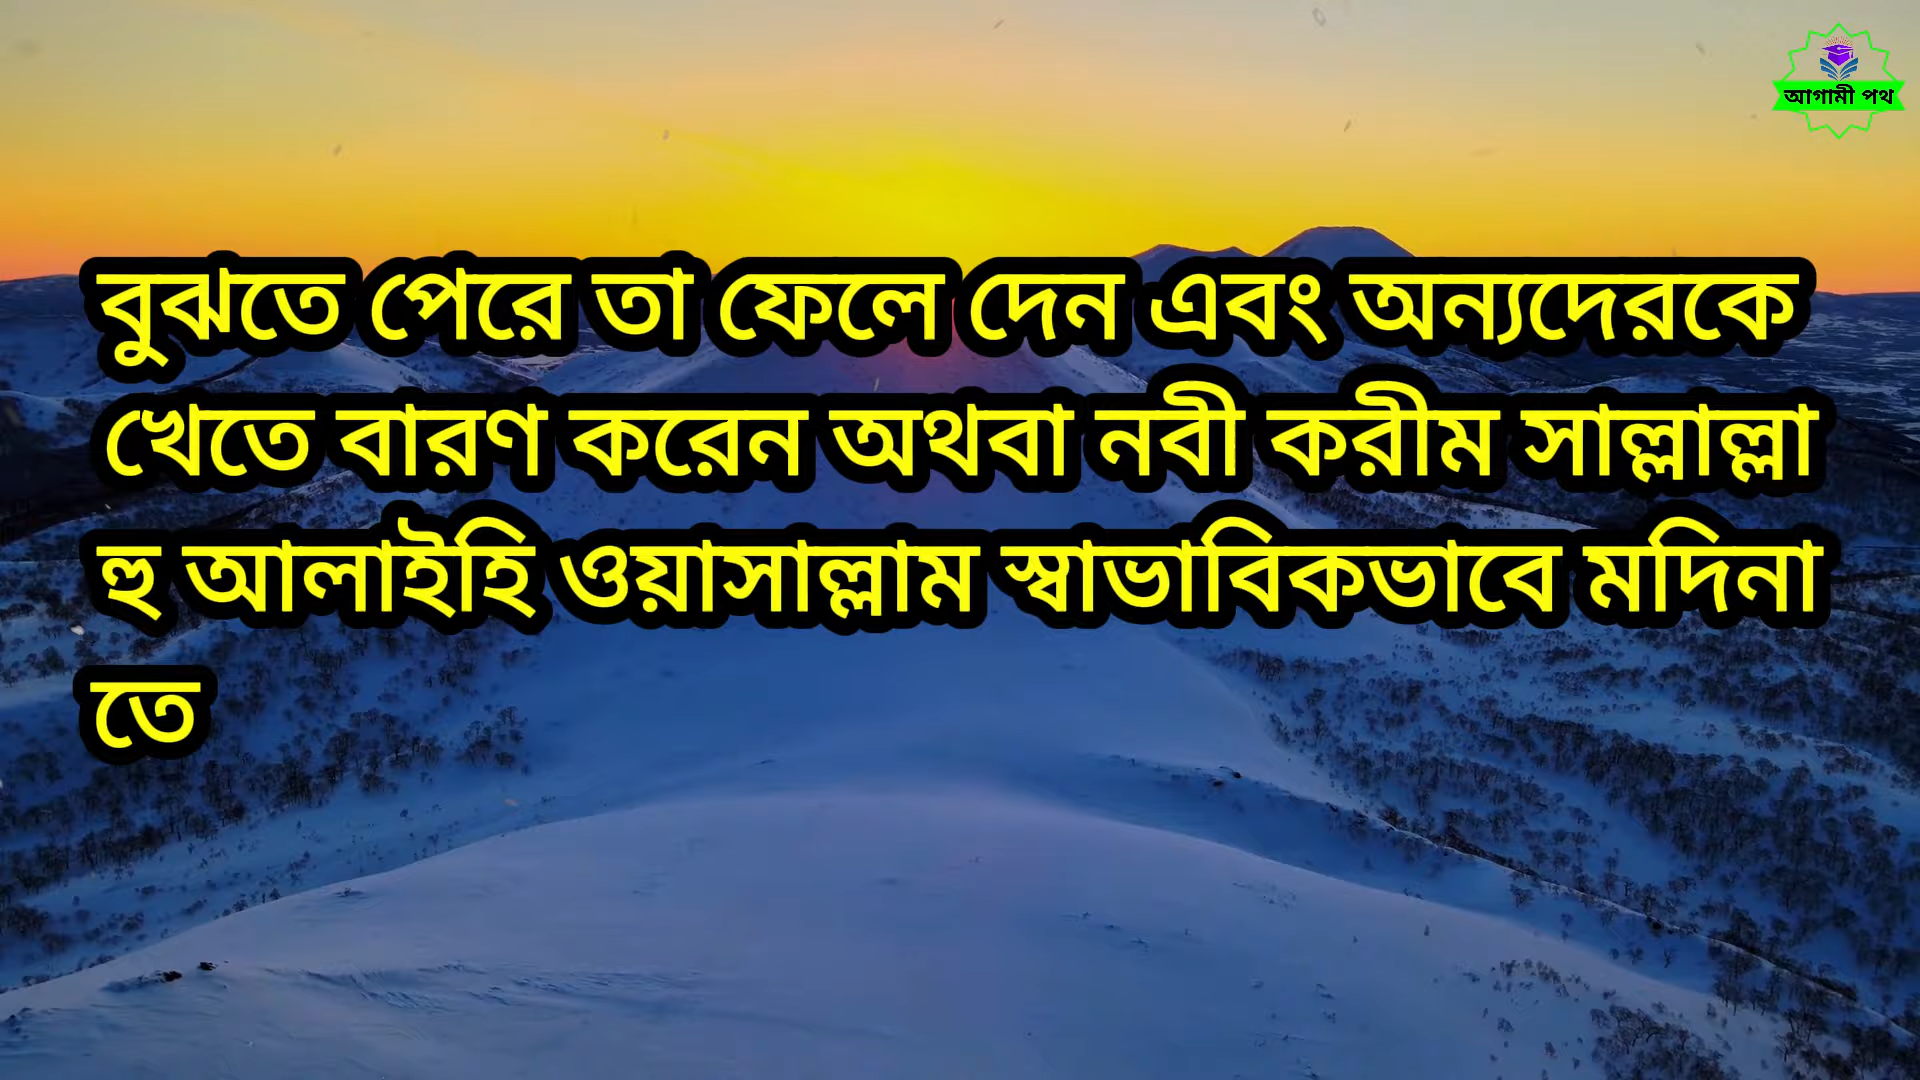 আগামী পথ
বুঝতে পেরে তা ফেলে দেন এবং অন্যদেরকে
খেতে বারণ করেন অথবা নবী করীম সাল্লাল্লা
হু আলাইহি ওয়াসাল্লাম স্বাভাবিকভাবে মদিনা
তে